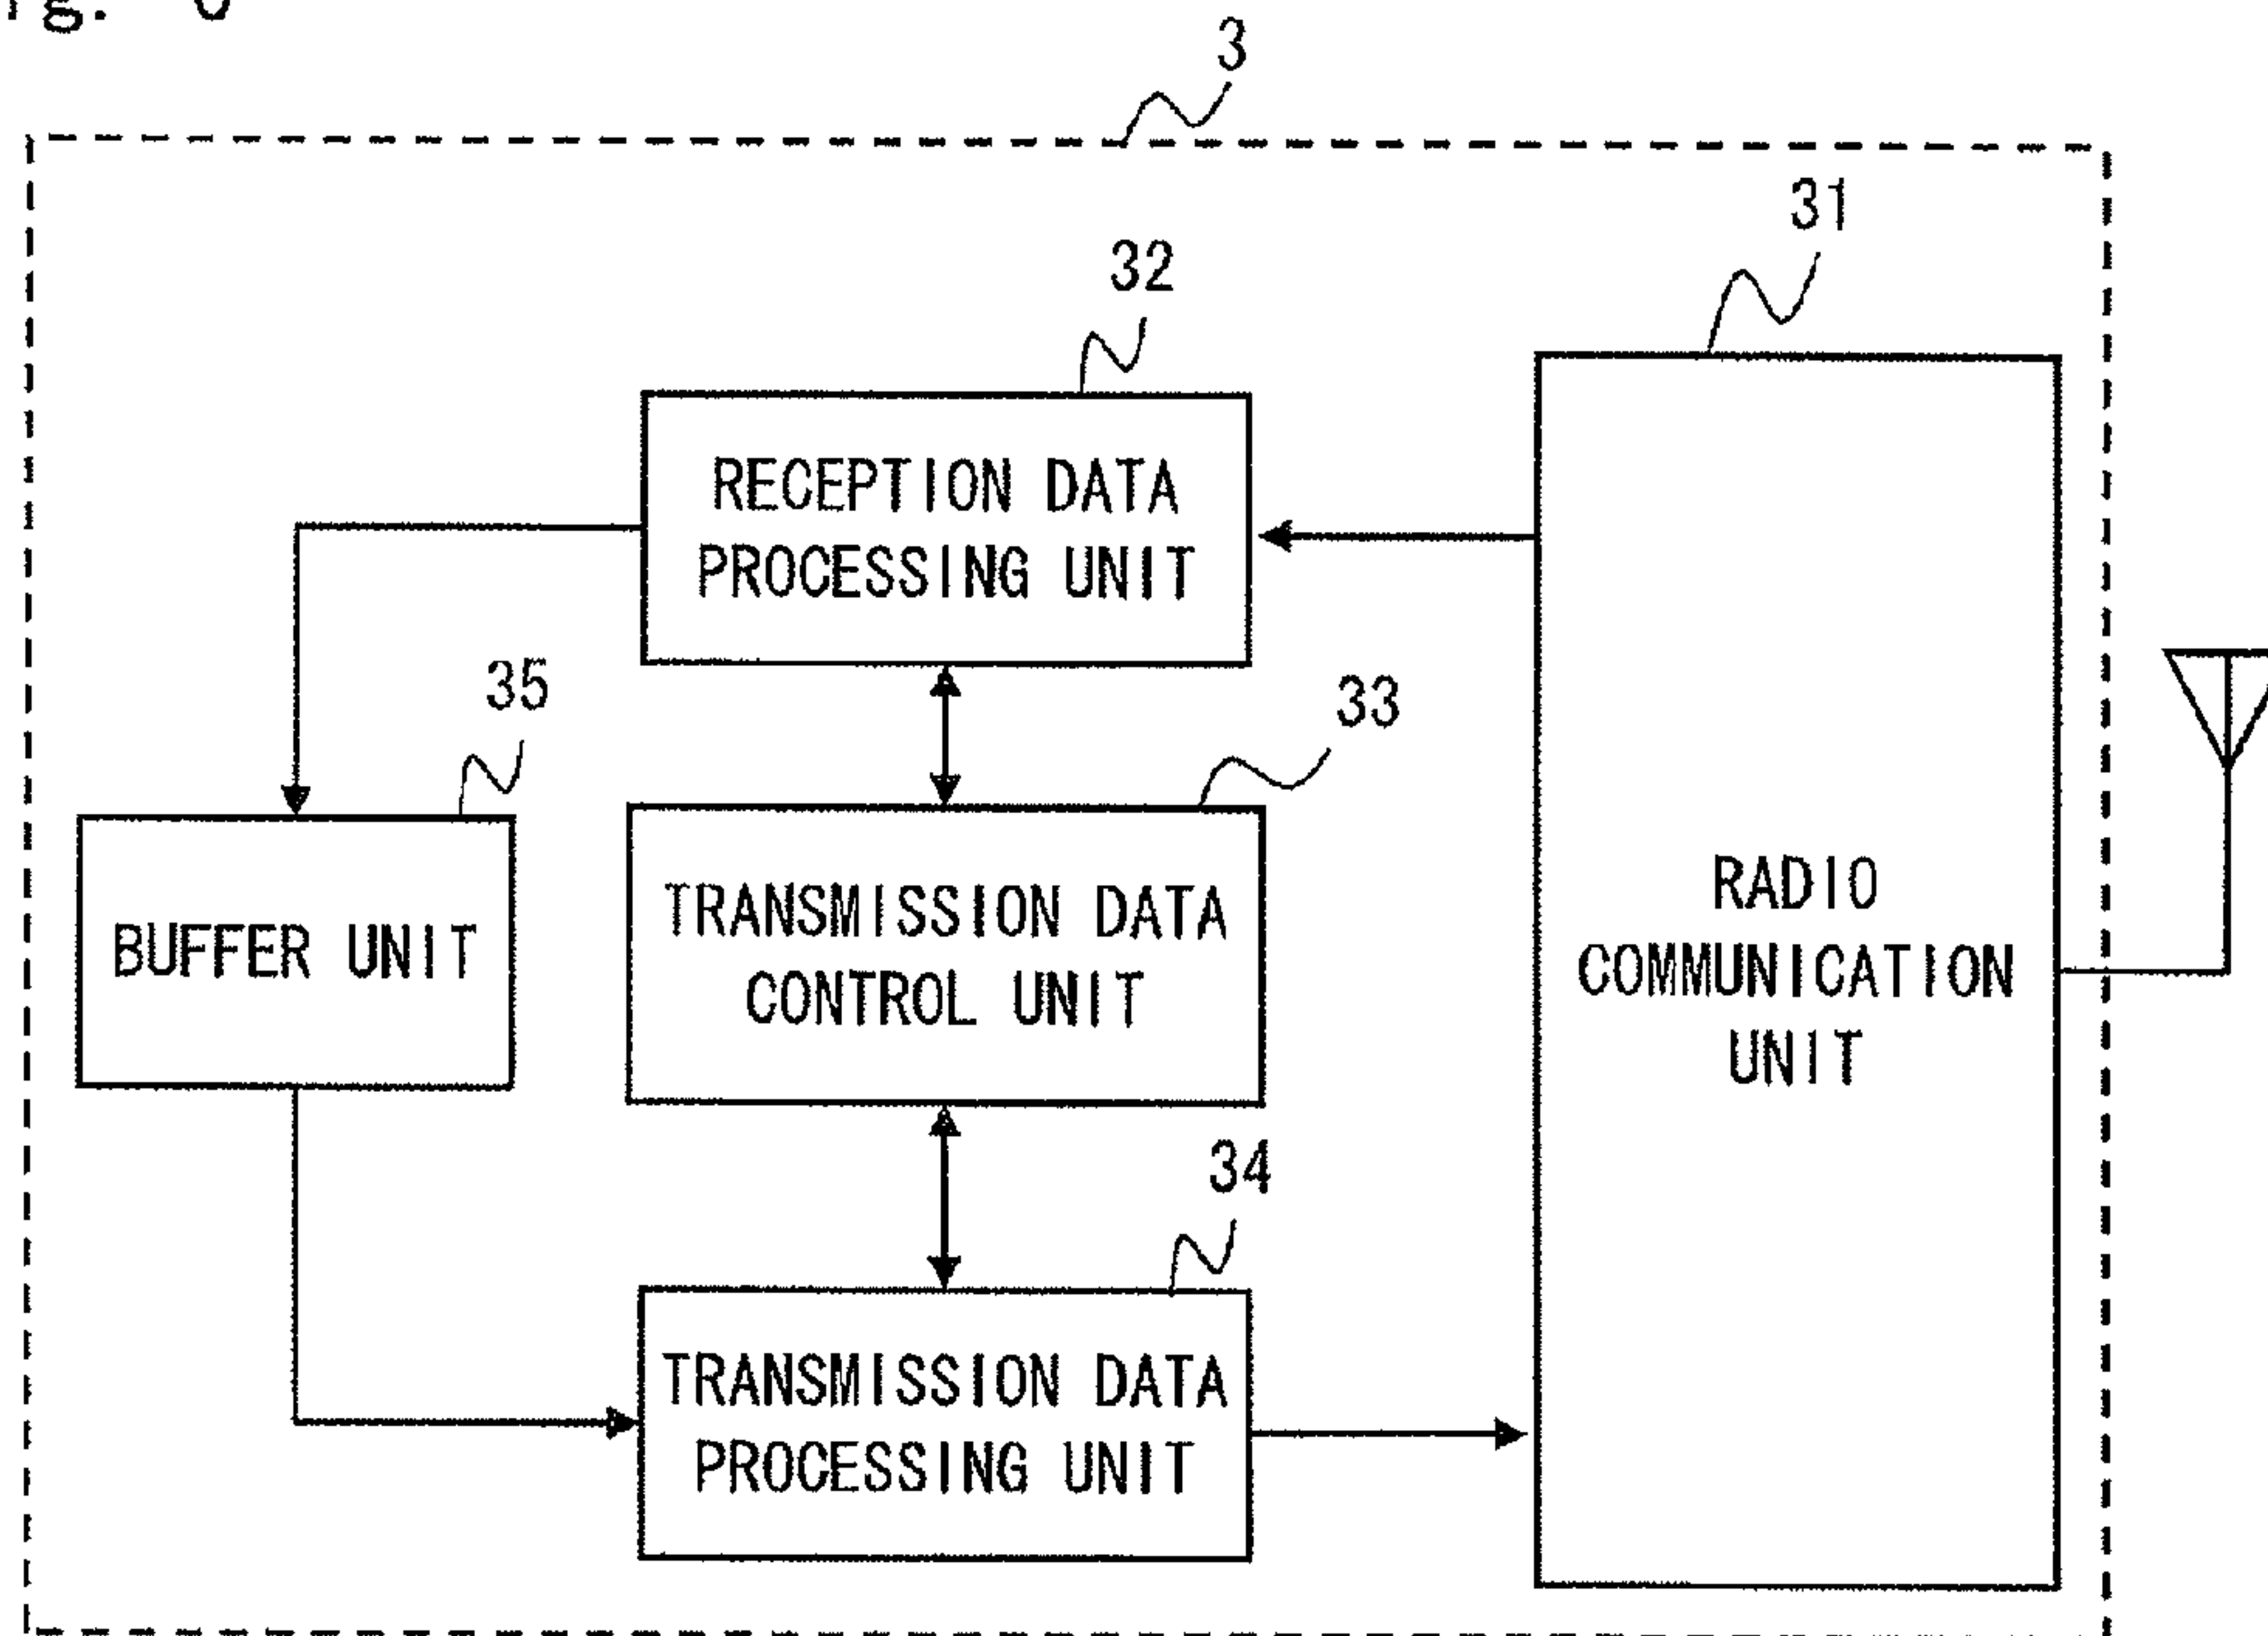 3
31
32
RECEPTION DATA
PROCESSING UNIT
35
33
BUFFER UNIT
TRANSMISSION DATA
CONTROL UNIT
RADIO
COMMUNICATION
UNIT
34
TRANSMISSION DATA
PROCESSING UNIT